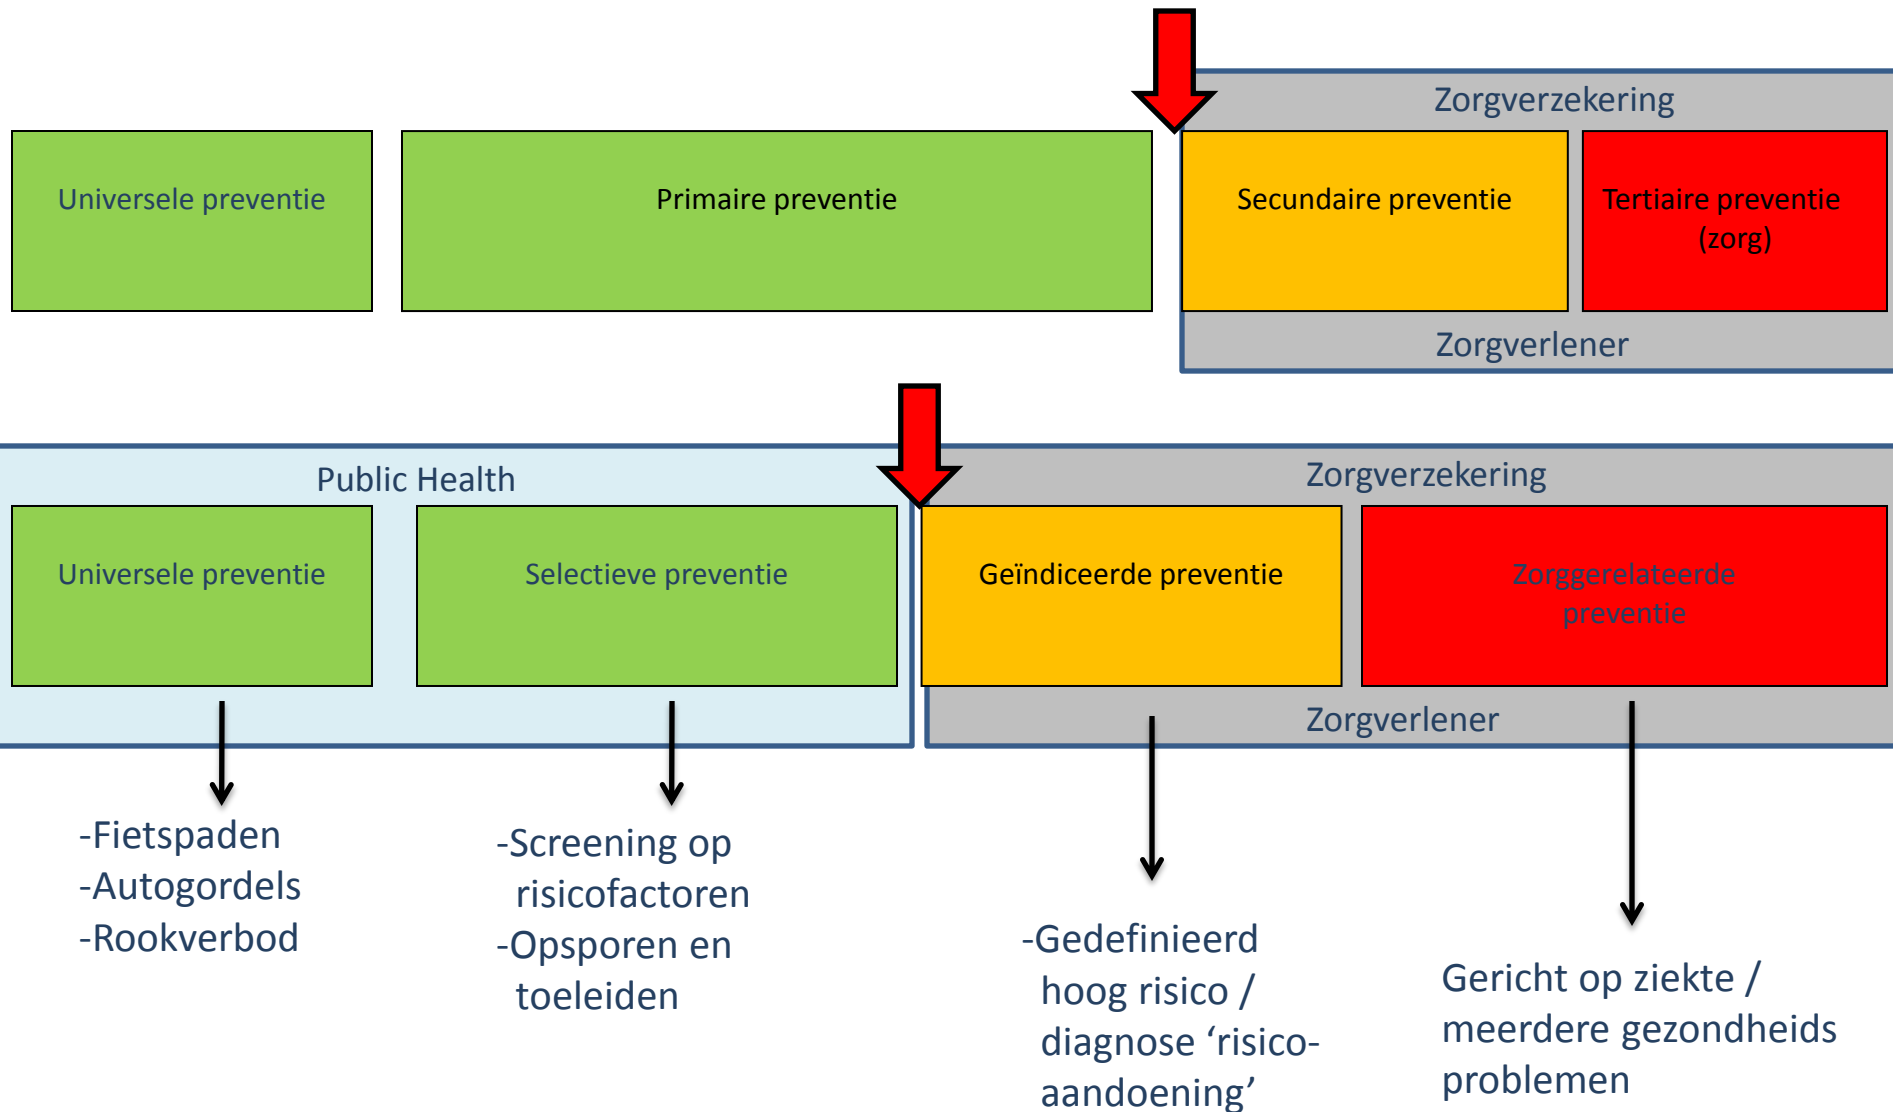 Zorgverzekering
Universele preventie
Primaire preventie
Secundaire preventie
Tertiaire preventie
(zorg)
Zorgverlener
Public Health
Zorgverzekering
Universele preventie
Selectieve preventie
Geïndiceerde preventie
Zorggerelateerde
preventie
Zorgverlener
-Fietspaden
-Autogordels
-Rookverbod
-Screening op
risicofactoren
-Opsporen en
toeleiden
-Gedefinieerd
hoog risico /
diagnose ‘risico-
aandoening’
Gericht op ziekte /
meerdere gezondheids
problemen